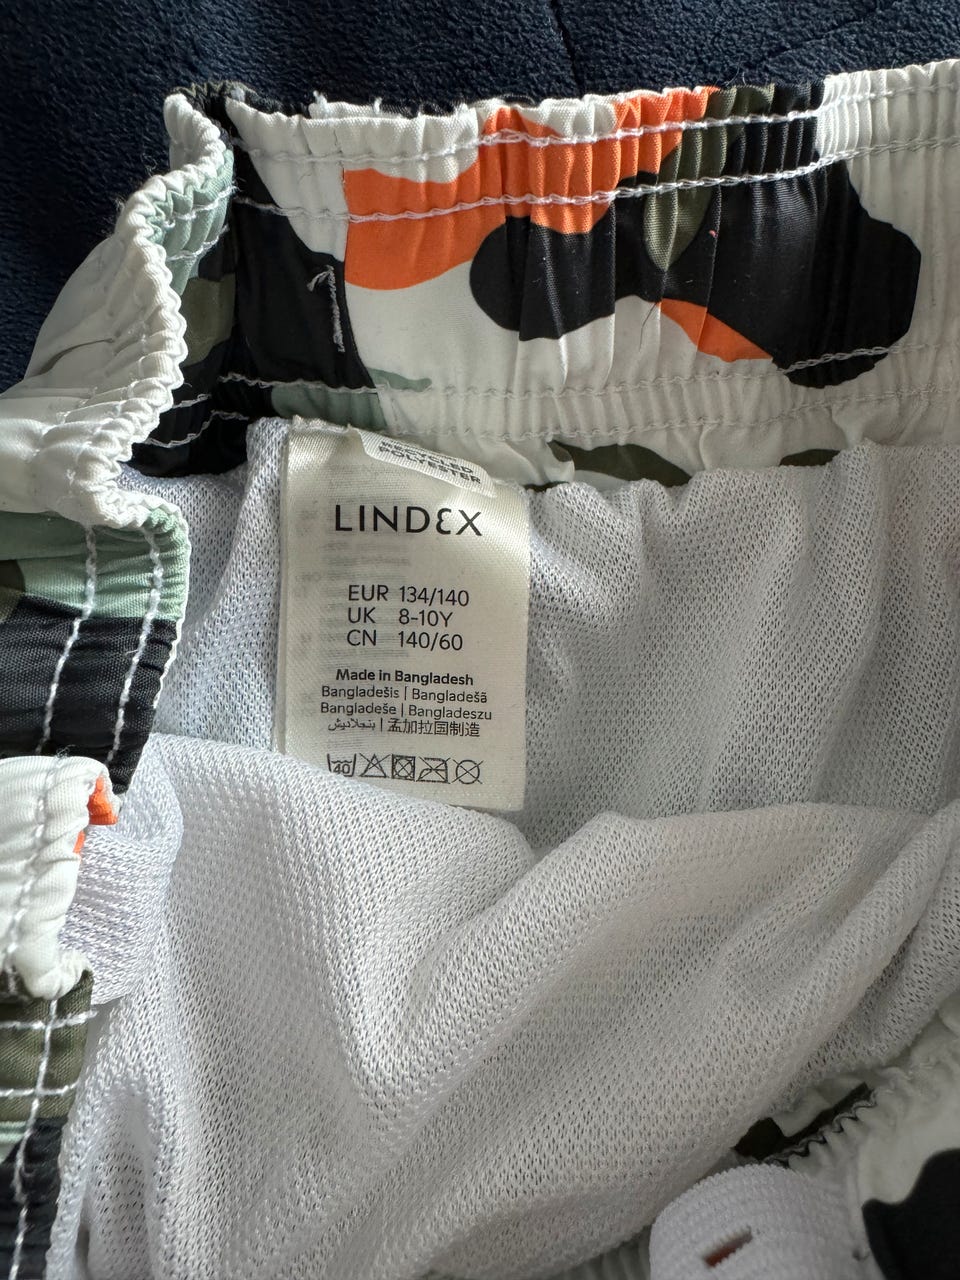 RECYCLED
POLYESTER
LINDEX
EUR 134/140
UK 8-10Y
CN 140/60
Made in Bangladesh
Bangladešis | Bangladešā
Bangladeše | Bangladeszu
بنجلاديش | 孟加拉国制造
40